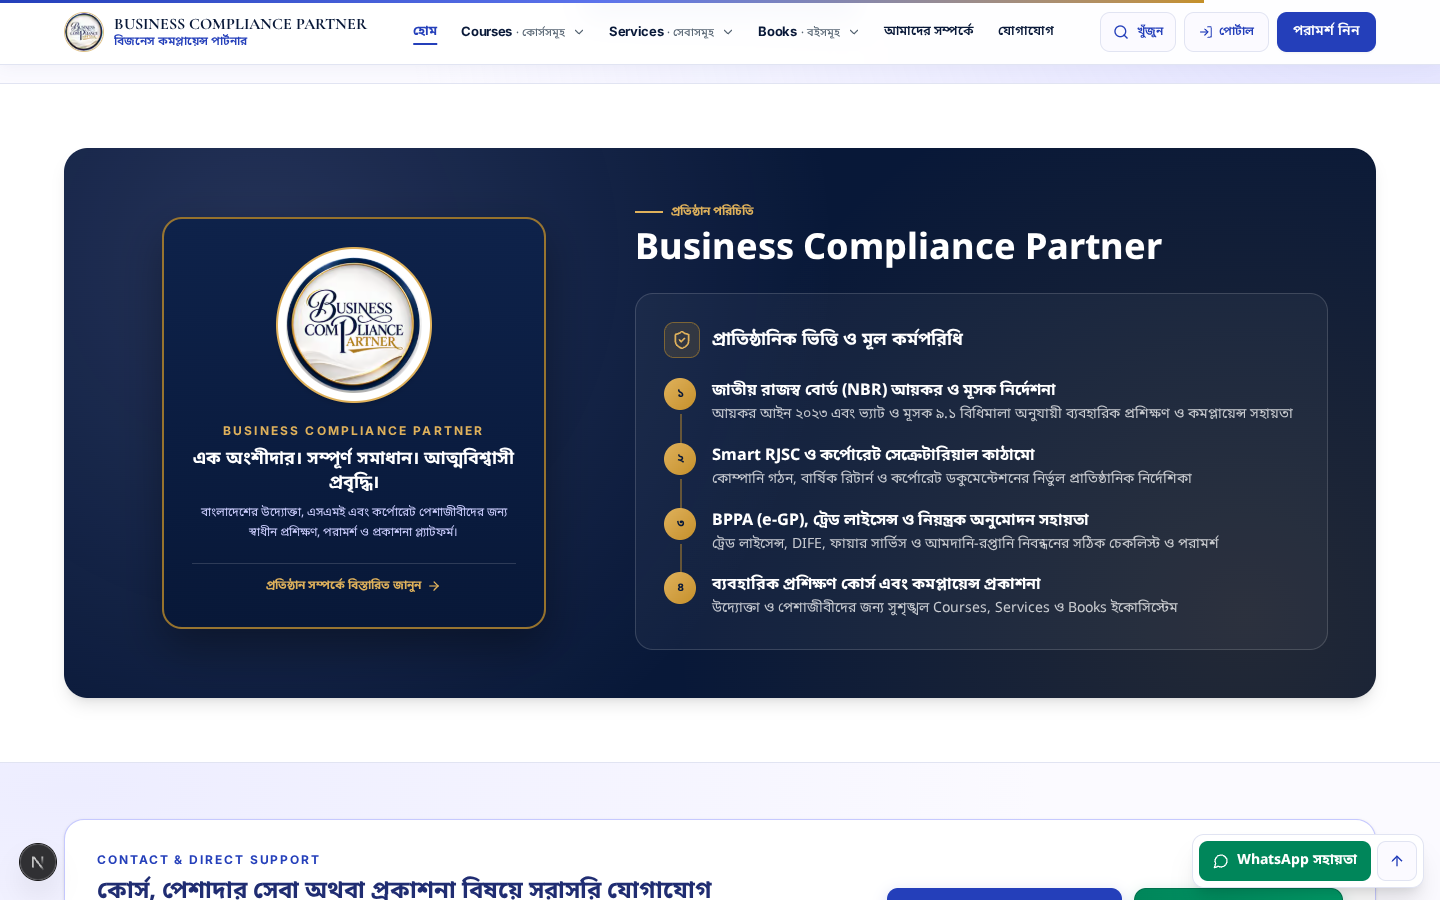 BUSINESS COMPLIANCE PARTNER
বিজনেস কমপ্লায়েন্স পার্টনার
হোম
Courses · কোর্সসমূহ
Services · সেবাসমূহ
Books · বইসমূহ
আমাদের সম্পর্কে
যোগাযোগ
খুঁজুন
পোর্টাল
পরামর্শ নিন
BUSINESS
COMPLIANCE
PARTNER
BUSINESS COMPLIANCE PARTNER
এক অংশীদার। সম্পূর্ণ সমাধান। আত্মবিশ্বাসী
প্রবৃদ্ধি।
বাংলাদেশের উদ্যোক্তা, এসএমই এবং কর্পোরেট পেশাজীবীদের জন্য
স্বাধীন প্রশিক্ষণ, পরামর্শ ও প্রকাশনা প্ল্যাটফর্ম।
প্রতিষ্ঠান সম্পর্কে বিস্তারিত জানুন →
প্রতিষ্ঠান পরিচিতি
Business Compliance Partner
প্রাতিষ্ঠানিক ভিত্তি ও মূল কর্মপরিধি
১
জাতীয় রাজস্ব বোর্ড (NBR) আয়কর ও মূসক নির্দেশনা
আয়কর আইন ২০২৩ এবং ভ্যাট ও মূসক ৯.১ বিধিমালা অনুযায়ী ব্যবহারিক প্রশিক্ষণ ও কমপ্লায়েন্স সহায়তা
২
Smart RJSC ও কর্পোরেট সেক্রেটারিয়াল কাঠামো
কোম্পানি গঠন, বার্ষিক রিটার্ন ও কর্পোরেট ডকুমেন্টেশনের নির্ভুল প্রাতিষ্ঠানিক নির্দেশিকা
৩
BPPA (e-GP), ট্রেড লাইসেন্স ও নিয়ন্ত্রক অনুমোদন সহায়তা
ট্রেড লাইসেন্স, DIFE, ফায়ার সার্ভিস ও আমদানি-রপ্তানি নিবন্ধনের সঠিক চেকলিস্ট ও পরামর্শ
৪
ব্যবহারিক প্রশিক্ষণ কোর্স এবং কমপ্লায়েন্স প্রকাশনা
উদ্যোক্তা ও পেশাজীবীদের জন্য সুশৃঙ্খল Courses, Services ও Books ইকোসিস্টেম
CONTACT & DIRECT SUPPORT
কোর্স, পেশাদার সেবা অথবা প্রকাশনা বিষয়ে সরাসরি যোগাযোগ
WhatsApp সহায়তা
N